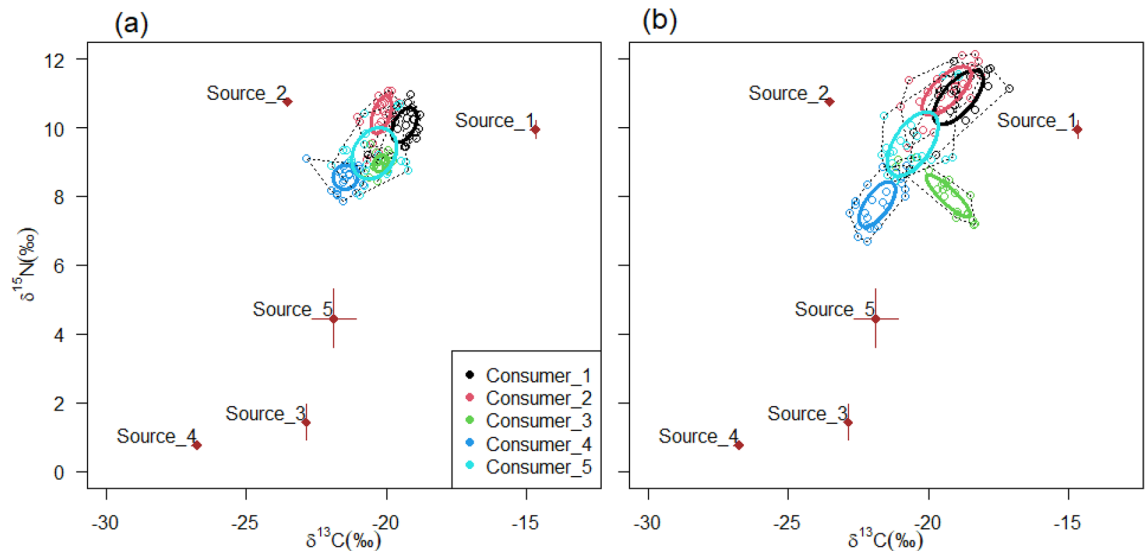 (a)
(b)
12
10
8
6
4
2
0
δ15N(‰)
Source_2
Source_1
Source_5
Source_3
Source_4
Consumer_1
Consumer_2
Consumer_3
Consumer_4
Consumer_5
-30
-25
-20
-15
δ13C(‰)
Source_2
Source_1
Source_5
Source_3
Source_4
-30
-25
-20
-15
δ13C(‰)